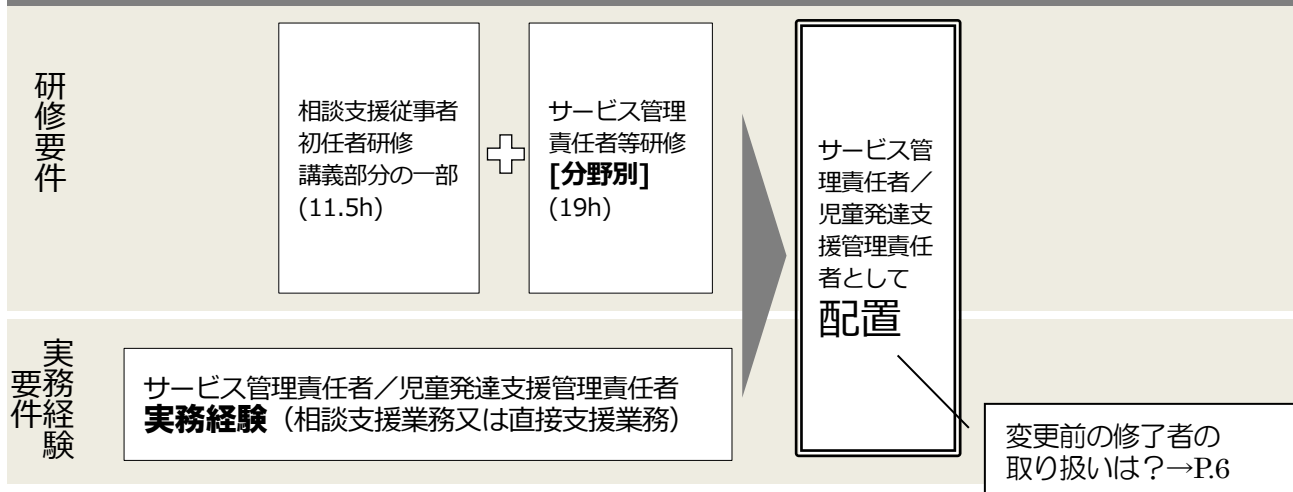 研修要件
相談支援従事者
初任者研修
講義部分の一部
(11.5h)
サービス管理
責任者等研修
[分野別]
(19h)
サービス管
理責任者／
児童発達支
援管理責任
者として
配置
実務経験
要件
サービス管理責任者／児童発達支援管理責任者
実務経験（相談支援業務又は直接支援業務）
変更前の修了者の
取り扱いは？→P.6